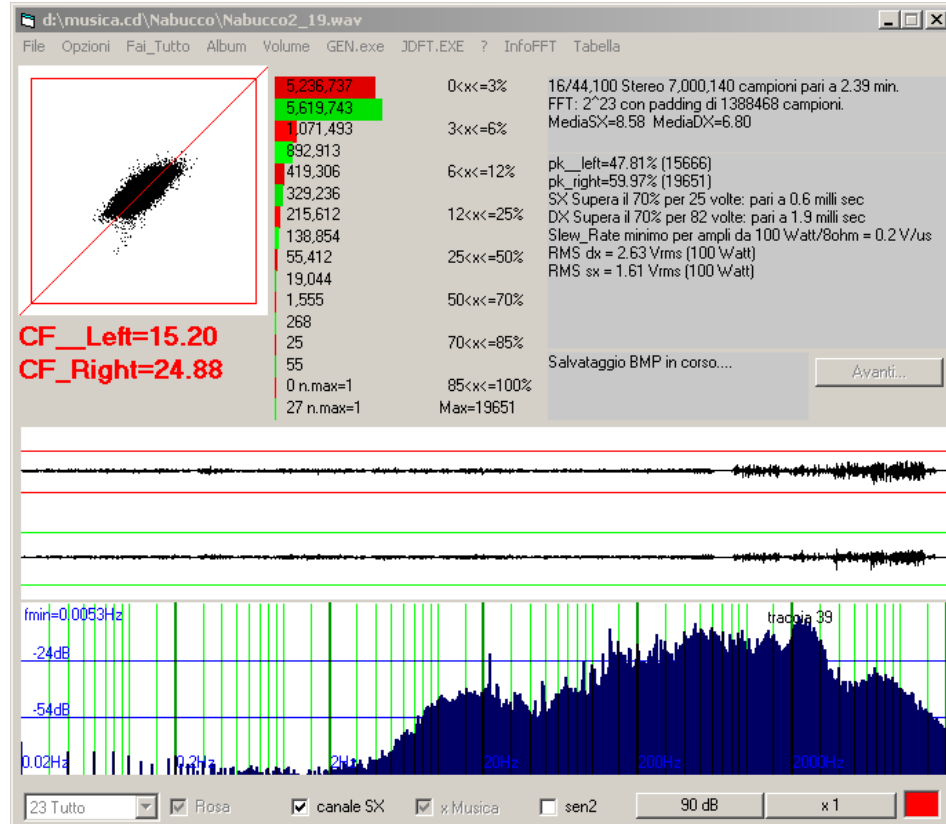 d:\musica.cd\Nabucco\Nabucco2_19.wav
File Opzioni Fai_Tutto Album Volume GEN.exe JDFT.EXE ? InfoFFT Tabella
5,236,737 0<x<=3%
5,619,743
1,071,493 3<x<=6%
892,913
419,306 6<x<=12%
329,236
215,612 12<x<=25%
138,854
55,412 25<x<=50%
19,044
1,555 50<x<=70%
268
25 70<x<=85%
55
0 n.max=1 85<x<=100%
27 n.max=1 Max=19651
CF__Left=15.20
CF_Right=24.88
16/44,100 Stereo 7,000,140 campioni pari a 2.39 min.
FFT: 2^23 con padding di 1388468 campioni.
MediaSX=8.58 MediaDX=6.80
pk__left=47.81% (15666)
pk_right=59.97% (19651)
SX Supera il 70% per 25 volte: pari a 0.6 milli sec
DX Supera il 70% per 82 volte: pari a 1.9 milli sec
Slew_Rate minimo per ampli da 100 Watt/8ohm = 0.2 V/us
RMS dx = 2.63 Vrms (100 Watt)
RMS sx = 1.61 Vrms (100 Watt)
Salvataggio BMP in corso....
Avanti...
fmin=0.0053Hz
traccia 39
-24dB
-54dB
0.02Hz 0.2Hz 2Hz 20Hz 200Hz 2000Hz
23 Tutto Rosa canale SX x Musica sen2 90 dB x 1